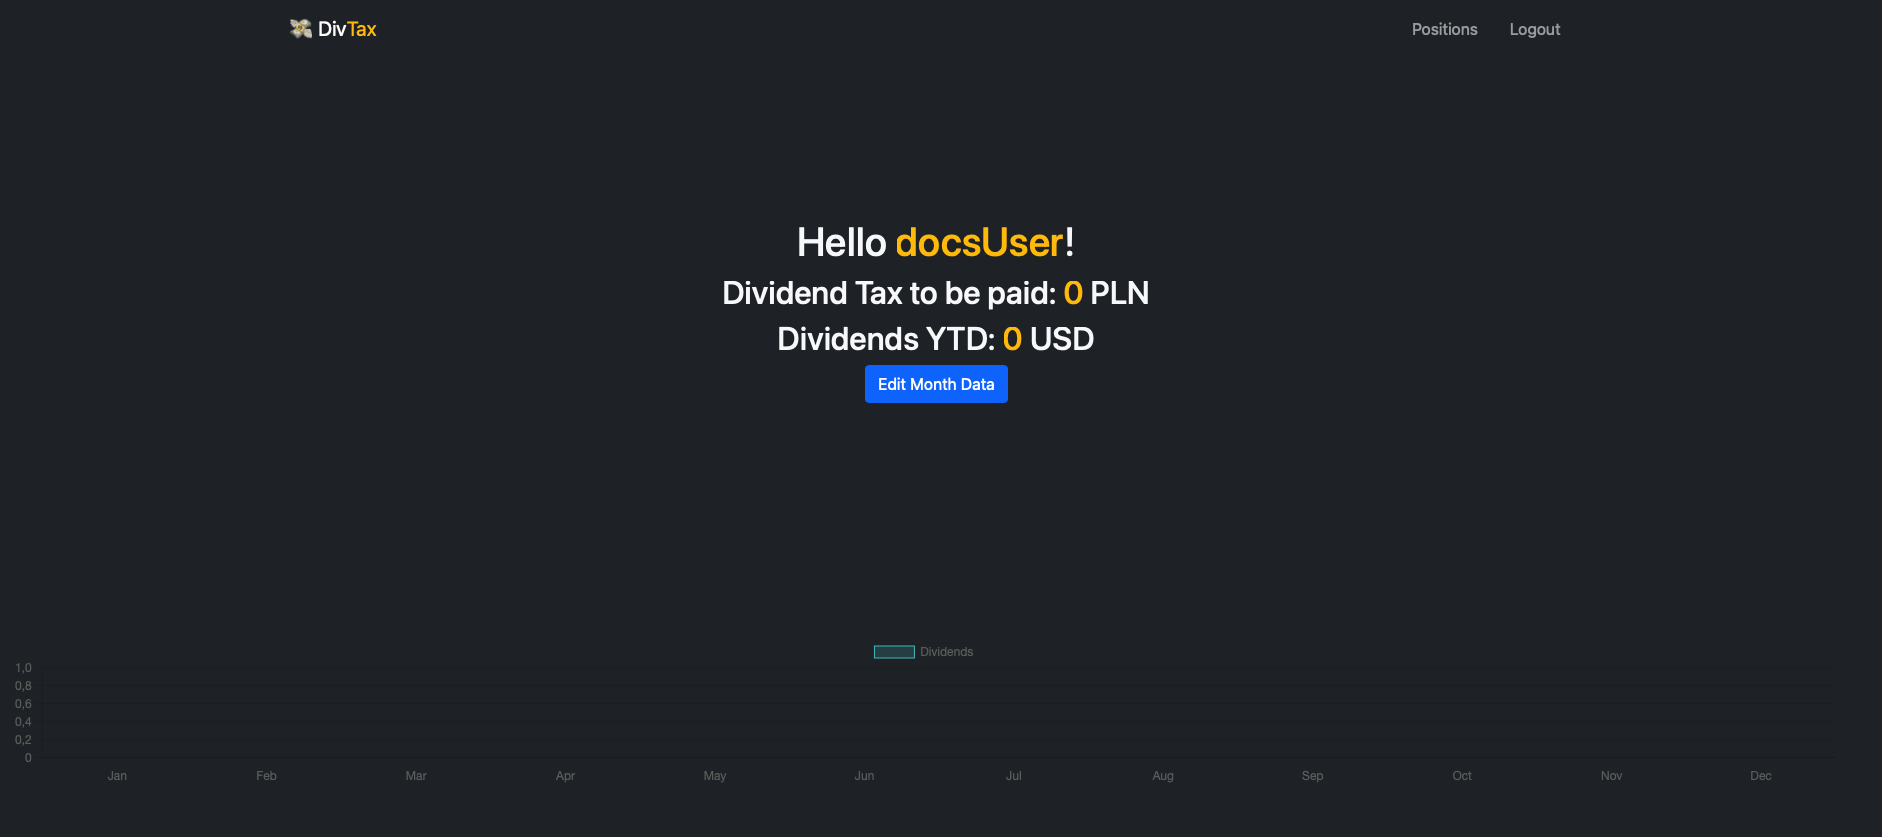 💸 DivTax
Positions
Logout
Hello docsUser!
Dividend Tax to be paid: 0 PLN
Dividends YTD: 0 USD
Edit Month Data
Dividends
1,0
0,8
0,6
0,4
0,2
0
Jan Feb Mar Apr May Jun Jul Aug Sep Oct Nov Dec